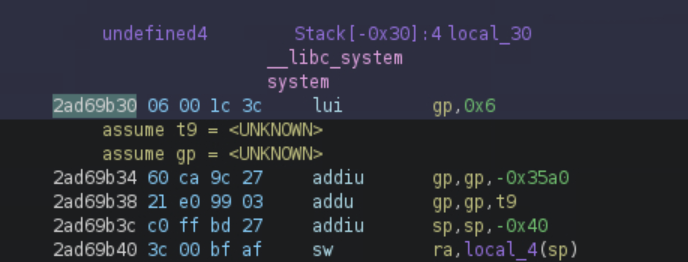 undefined4 Stack[-0x30]:4 local_30
__libc_system
system
2ad69b30 06 00 1c 3c lui gp,0x6
assume t9 = <UNKNOWN>
assume gp = <UNKNOWN>
2ad69b34 60 ca 9c 27 addiu gp,gp,-0x35a0
2ad69b38 21 e0 99 03 addu gp,gp,t9
2ad69b3c c0 ff bd 27 addiu sp,sp,-0x40
2ad69b40 3c 00 bf af sw ra,local_4(sp)